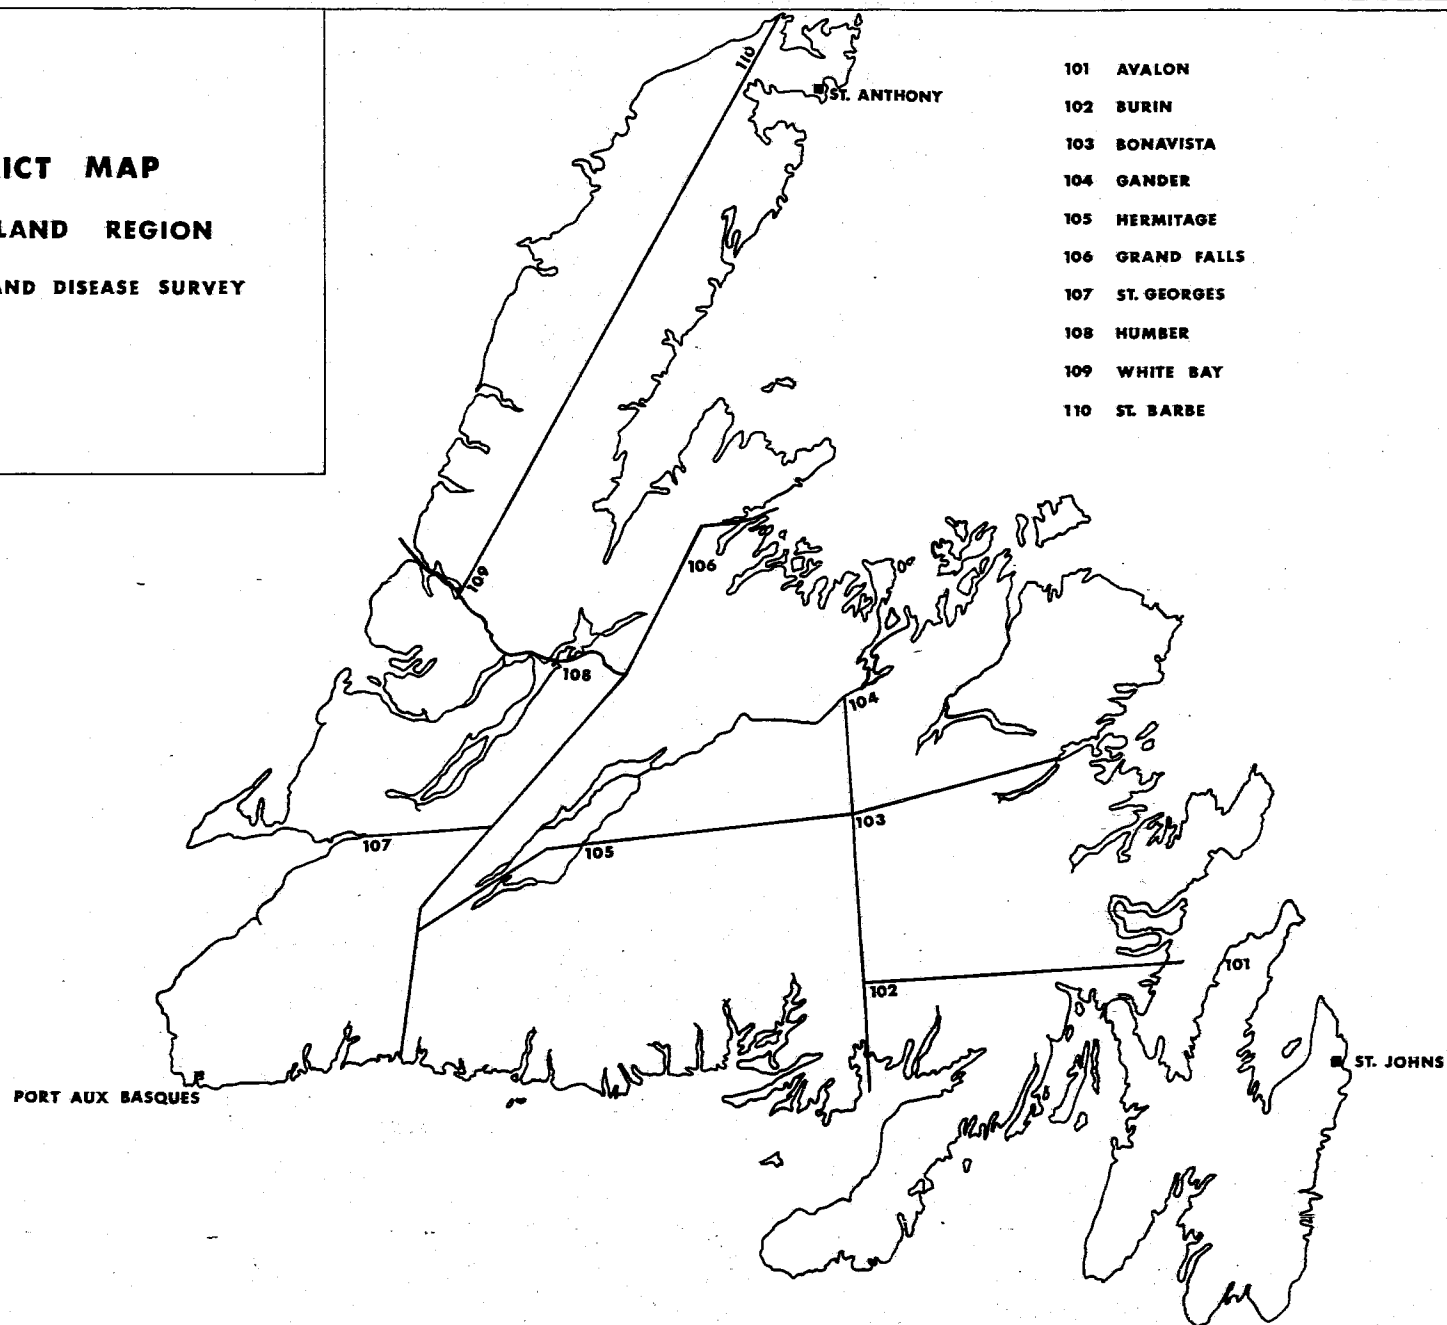 ICT MAP
LAND REGION
AND DISEASE SURVEY
101 AVALON
102 BURIN
103 BONAVISTA
104 GANDER
105 HERMITAGE
106 GRAND FALLS
107 ST. GEORGES
108 HUMBER
109 WHITE BAY
110 ST. BARBE
110
ST. ANTHONY
109
106
108
104
107
105
103
102
101
PORT AUX BASQUES
ST. JOHNS